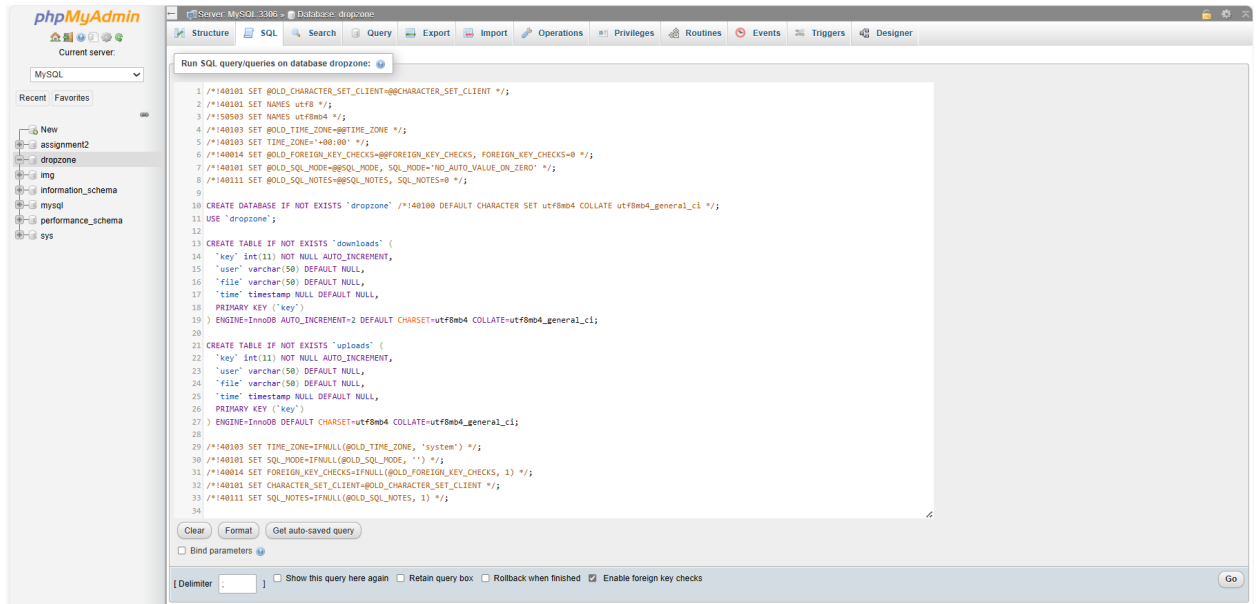 phpMyAdmin
Current server:
MySQL
Recent Favorites
New
assignment2
dropzone
img
information_schema
mysql
performance_schema
sys
Server: MySQL:3306 » Database: dropzone
Structure SQL Search Query Export Import Operations Privileges Routines Events Triggers Designer
Run SQL query/queries on database dropzone:
1 /*!40101 SET @OLD_CHARACTER_SET_CLIENT=@@CHARACTER_SET_CLIENT */;
2 /*!40101 SET NAMES utf8 */;
3 /*!50503 SET NAMES utf8mb4 */;
4 /*!40103 SET @OLD_TIME_ZONE=@@TIME_ZONE */;
5 /*!40103 SET TIME_ZONE='+00:00' */;
6 /*!40014 SET @OLD_FOREIGN_KEY_CHECKS=@@FOREIGN_KEY_CHECKS, FOREIGN_KEY_CHECKS=0 */;
7 /*!40101 SET @OLD_SQL_MODE=@@SQL_MODE, SQL_MODE='NO_AUTO_VALUE_ON_ZERO' */;
8 /*!40111 SET @OLD_SQL_NOTES=@@SQL_NOTES, SQL_NOTES=0 */;
9
10 CREATE DATABASE IF NOT EXISTS `dropzone` /*!40100 DEFAULT CHARACTER SET utf8mb4 COLLATE utf8mb4_general_ci */;
11 USE `dropzone`;
12
13 CREATE TABLE IF NOT EXISTS `downloads` (
14 `key` int(11) NOT NULL AUTO_INCREMENT,
15 `user` varchar(50) DEFAULT NULL,
16 `file` varchar(50) DEFAULT NULL,
17 `time` timestamp NULL DEFAULT NULL,
18 PRIMARY KEY (`key`)
19 ) ENGINE=InnoDB AUTO_INCREMENT=2 DEFAULT CHARSET=utf8mb4 COLLATE=utf8mb4_general_ci;
20
21 CREATE TABLE IF NOT EXISTS `uploads` (
22 `key` int(11) NOT NULL AUTO_INCREMENT,
23 `user` varchar(50) DEFAULT NULL,
24 `file` varchar(50) DEFAULT NULL,
25 `time` timestamp NULL DEFAULT NULL,
26 PRIMARY KEY (`key`)
27 ) ENGINE=InnoDB DEFAULT CHARSET=utf8mb4 COLLATE=utf8mb4_general_ci;
28
29 /*!40103 SET TIME_ZONE=IFNULL(@OLD_TIME_ZONE, 'system') */;
30 /*!40101 SET SQL_MODE=IFNULL(@OLD_SQL_MODE, '') */;
31 /*!40014 SET FOREIGN_KEY_CHECKS=IFNULL(@OLD_FOREIGN_KEY_CHECKS, 1) */;
32 /*!40101 SET CHARACTER_SET_CLIENT=@OLD_CHARACTER_SET_CLIENT */;
33 /*!40111 SET SQL_NOTES=IFNULL(@OLD_SQL_NOTES, 1) */;
34
Clear Format Get auto-saved query
Bind parameters
[ Delimiter ; ] Show this query here again Retain query box Rollback when finished Enable foreign key checks Go